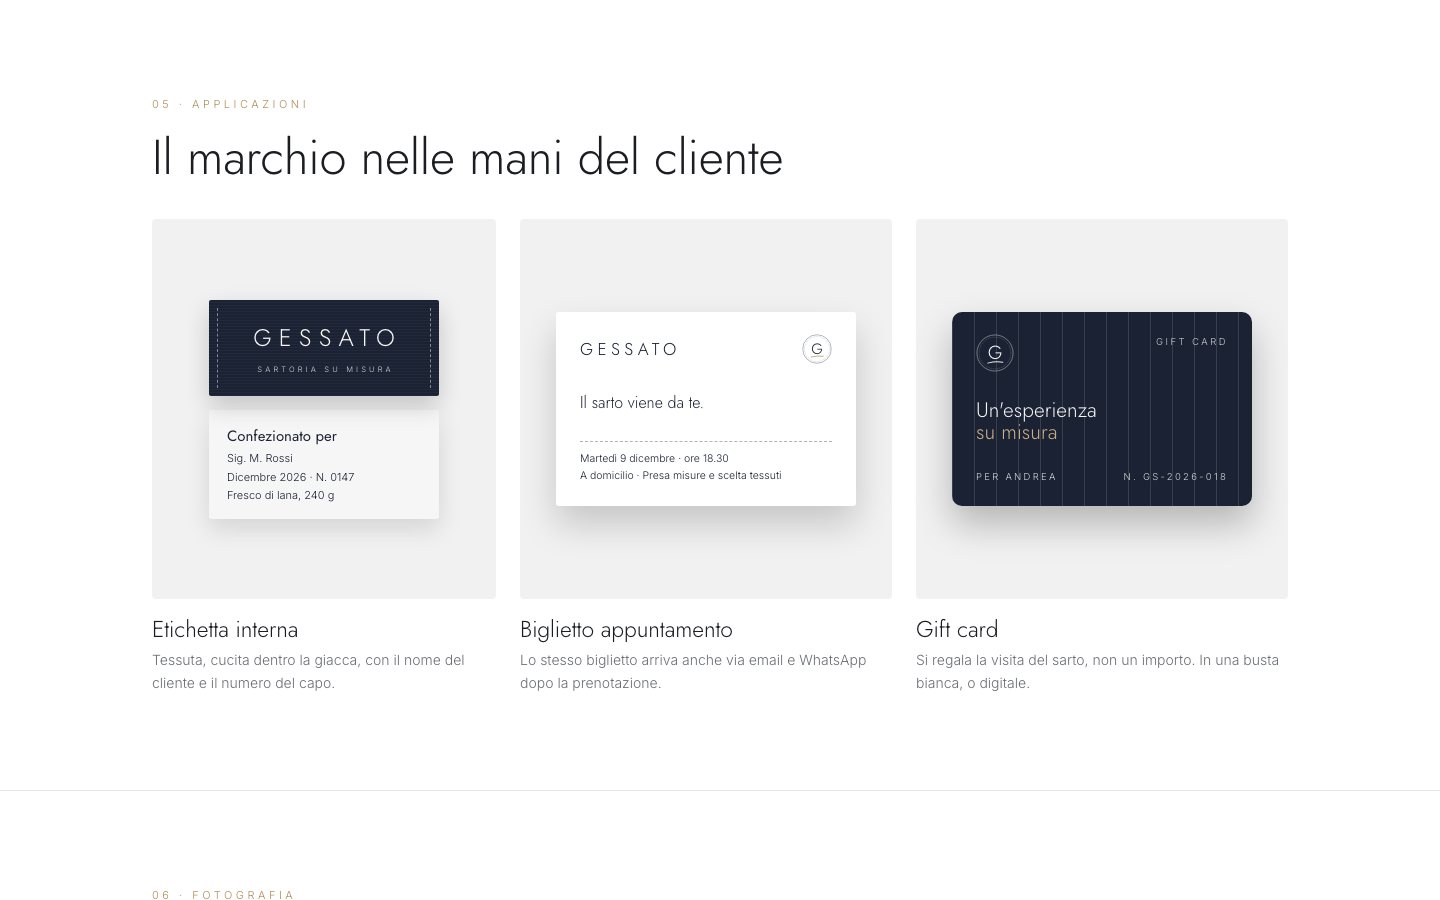 05 · APPLICAZIONI
Il marchio nelle mani del cliente
GESSATO
SARTORIA SU MISURA
Confezionato per
Sig. M. Rossi
Dicembre 2026 · N. 0147
Fresco di lana, 240 g
GESSATO
G
Il sarto viene da te.
Martedì 9 dicembre · ore 18.30
A domicilio · Presa misure e scelta tessuti
G
GIFT CARD
Un'esperienza
su misura
PER ANDREA
N. GS-2026-018
Etichetta interna
Tessuta, cucita dentro la giacca, con il nome del
cliente e il numero del capo.
Biglietto appuntamento
Lo stesso biglietto arriva anche via email e WhatsApp
dopo la prenotazione.
Gift card
Si regala la visita del sarto, non un importo. In una busta
bianca, o digitale.
06 · FOTOGRAFIA